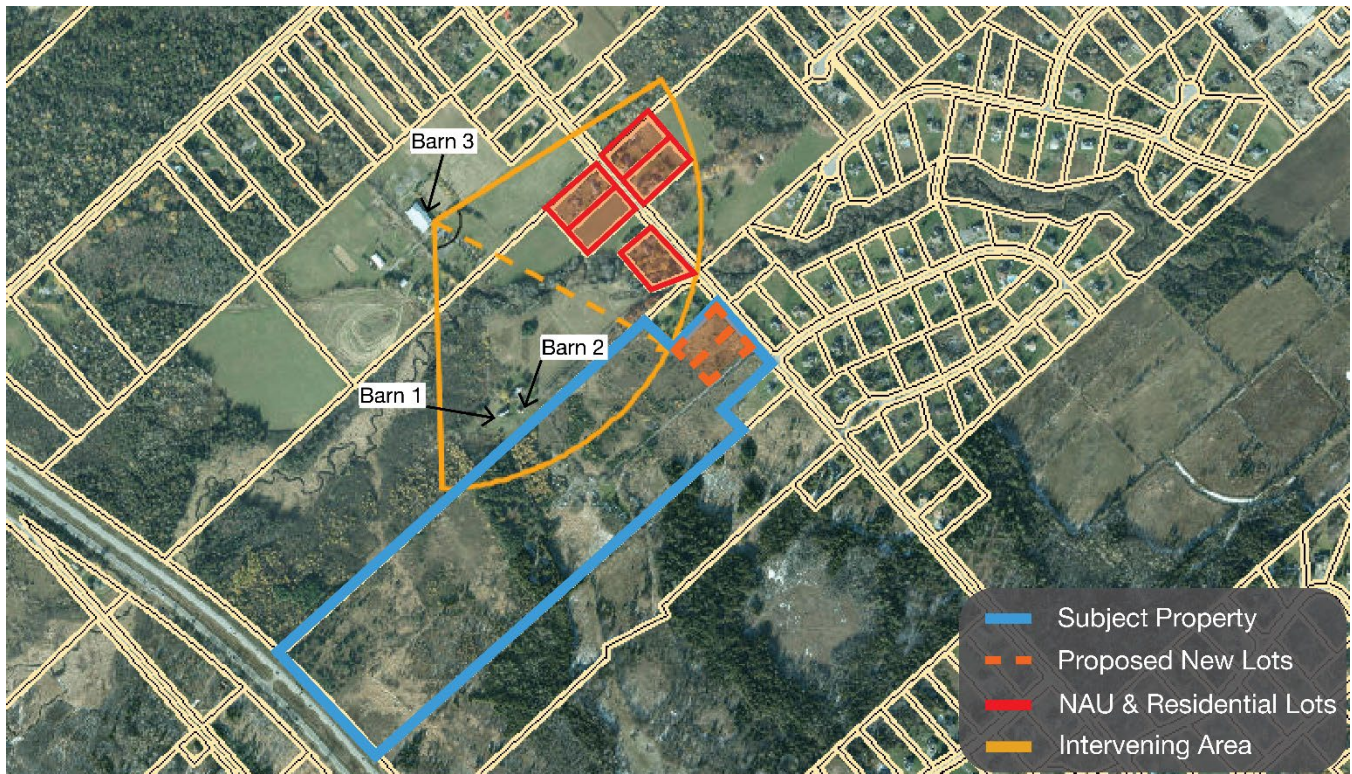 Barn 3
Barn 2
Barn 1
Subject Property
Proposed New Lots
NAU & Residential Lots
Intervening Area